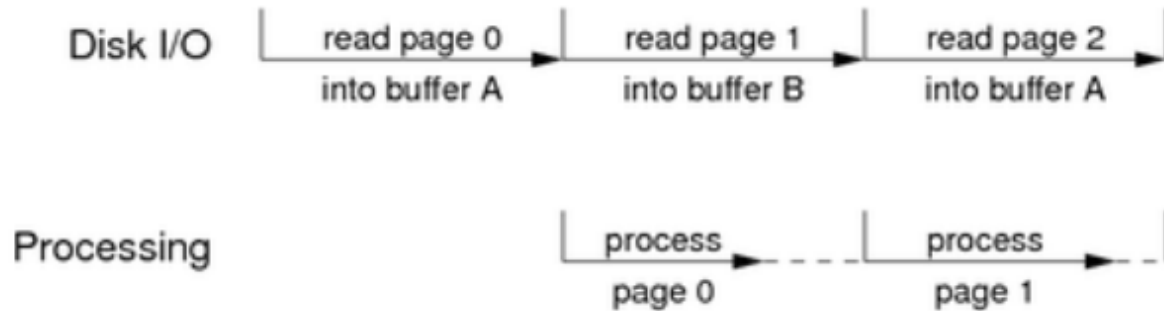 Disk I/O
read page 0
into buffer A
read page 1
into buffer B
read page 2
into buffer A
Processing
process
page 0
process
page 1